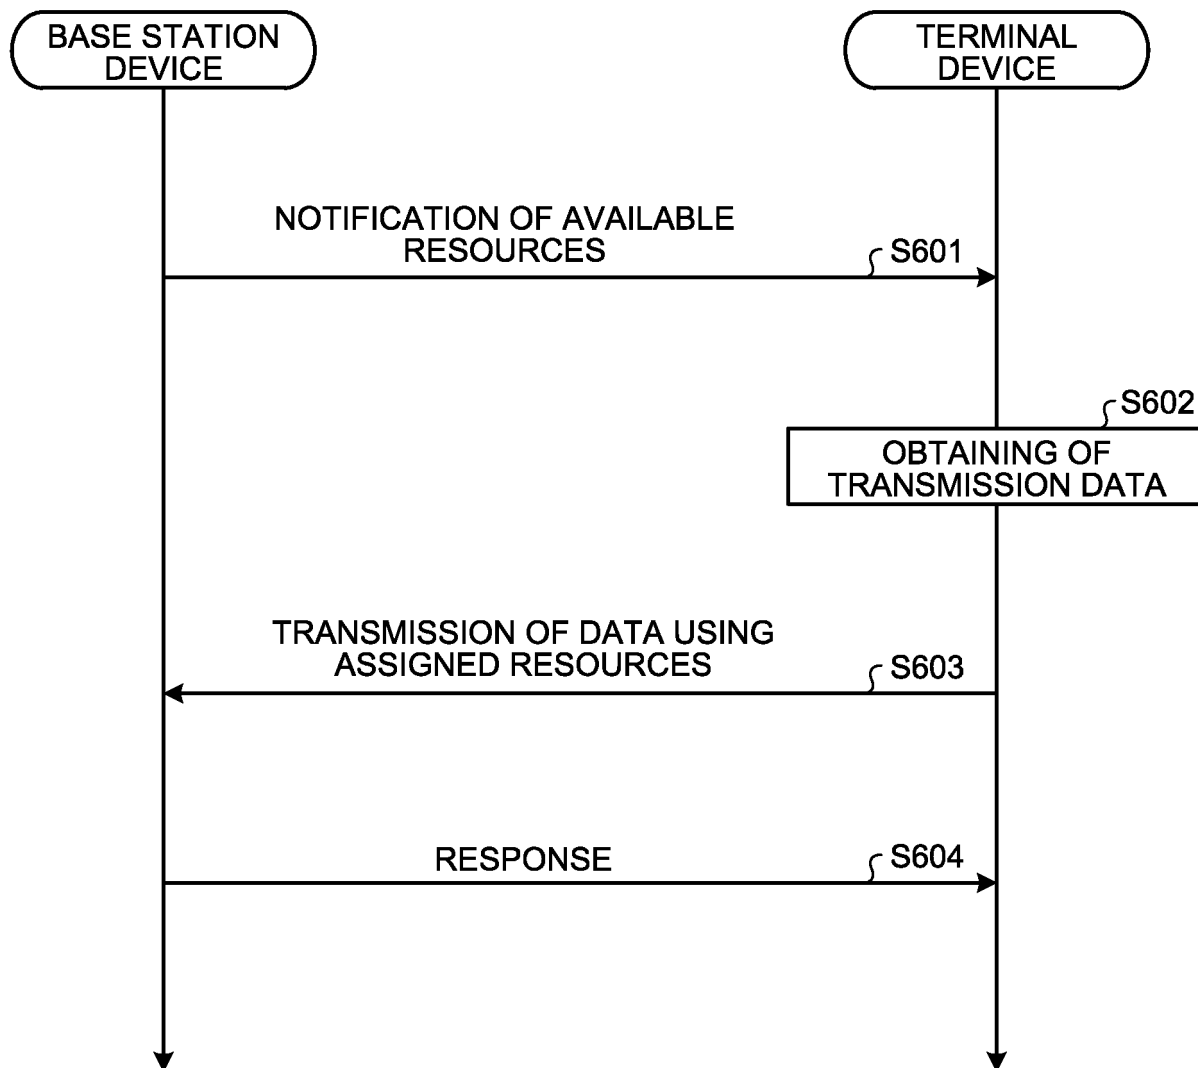 BASE STATION
DEVICE
TERMINAL
DEVICE
NOTIFICATION OF AVAILABLE
RESOURCES
S601
S602
OBTAINING OF
TRANSMISSION DATA
TRANSMISSION OF DATA USING
ASSIGNED RESOURCES
S603
RESPONSE
S604